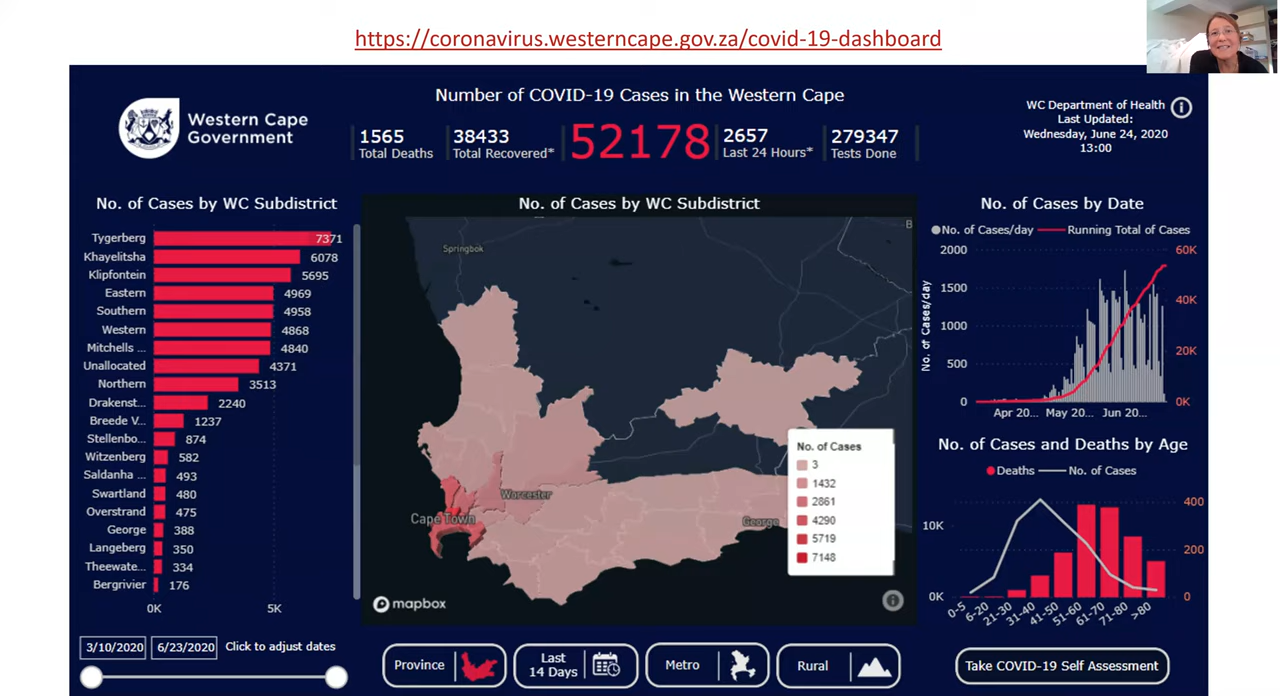 https://coronavirus.westerncape.gov.za/covid-19-dashboard
Western Cape
Government
Number of COVID-19 Cases in the Western Cape
1565
Total Deaths
38433
Total Recovered*
52178
2657
Last 24 Hours*
279347
Tests Done
WC Department of Health
Last Updated:
Wednesday, June 24, 2020
13:00
No. of Cases by WC Subdistrict
Tygerberg 7371
Khayelitsha 6078
Klipfontein 5695
Eastern 4969
Southern 4958
Western 4868
Mitchells ... 4840
Unallocated 4371
Northern 3513
Drakenst... 2240
Breede V... 1237
Stellenbo... 874
Witzenberg 582
Saldanha ... 493
Swartland 480
Overstrand 475
George 388
Langeberg 350
Theewate... 334
Bergrivier 176
0K 5K
3/10/2020 6/23/2020 Click to adjust dates
No. of Cases by WC Subdistrict
B
Springbok
Worcester
Cape Town
George
No. of Cases
3
1432
2861
4290
5719
7148
mapbox
Province
Last
14 Days
Metro
Rural
No. of Cases by Date
No. of Cases/day Running Total of Cases
No. of Cases/day
2000 60K
1500
40K
1000
20K
500
0 0K
Apr 20... May 20... Jun 20...
No. of Cases and Deaths by Age
Deaths No. of Cases
400
10K
200
0K 0
0-5 6-20 21-30 31-40 41-50 51-60 61-70 71-80 >80
Take COVID-19 Self Assessment